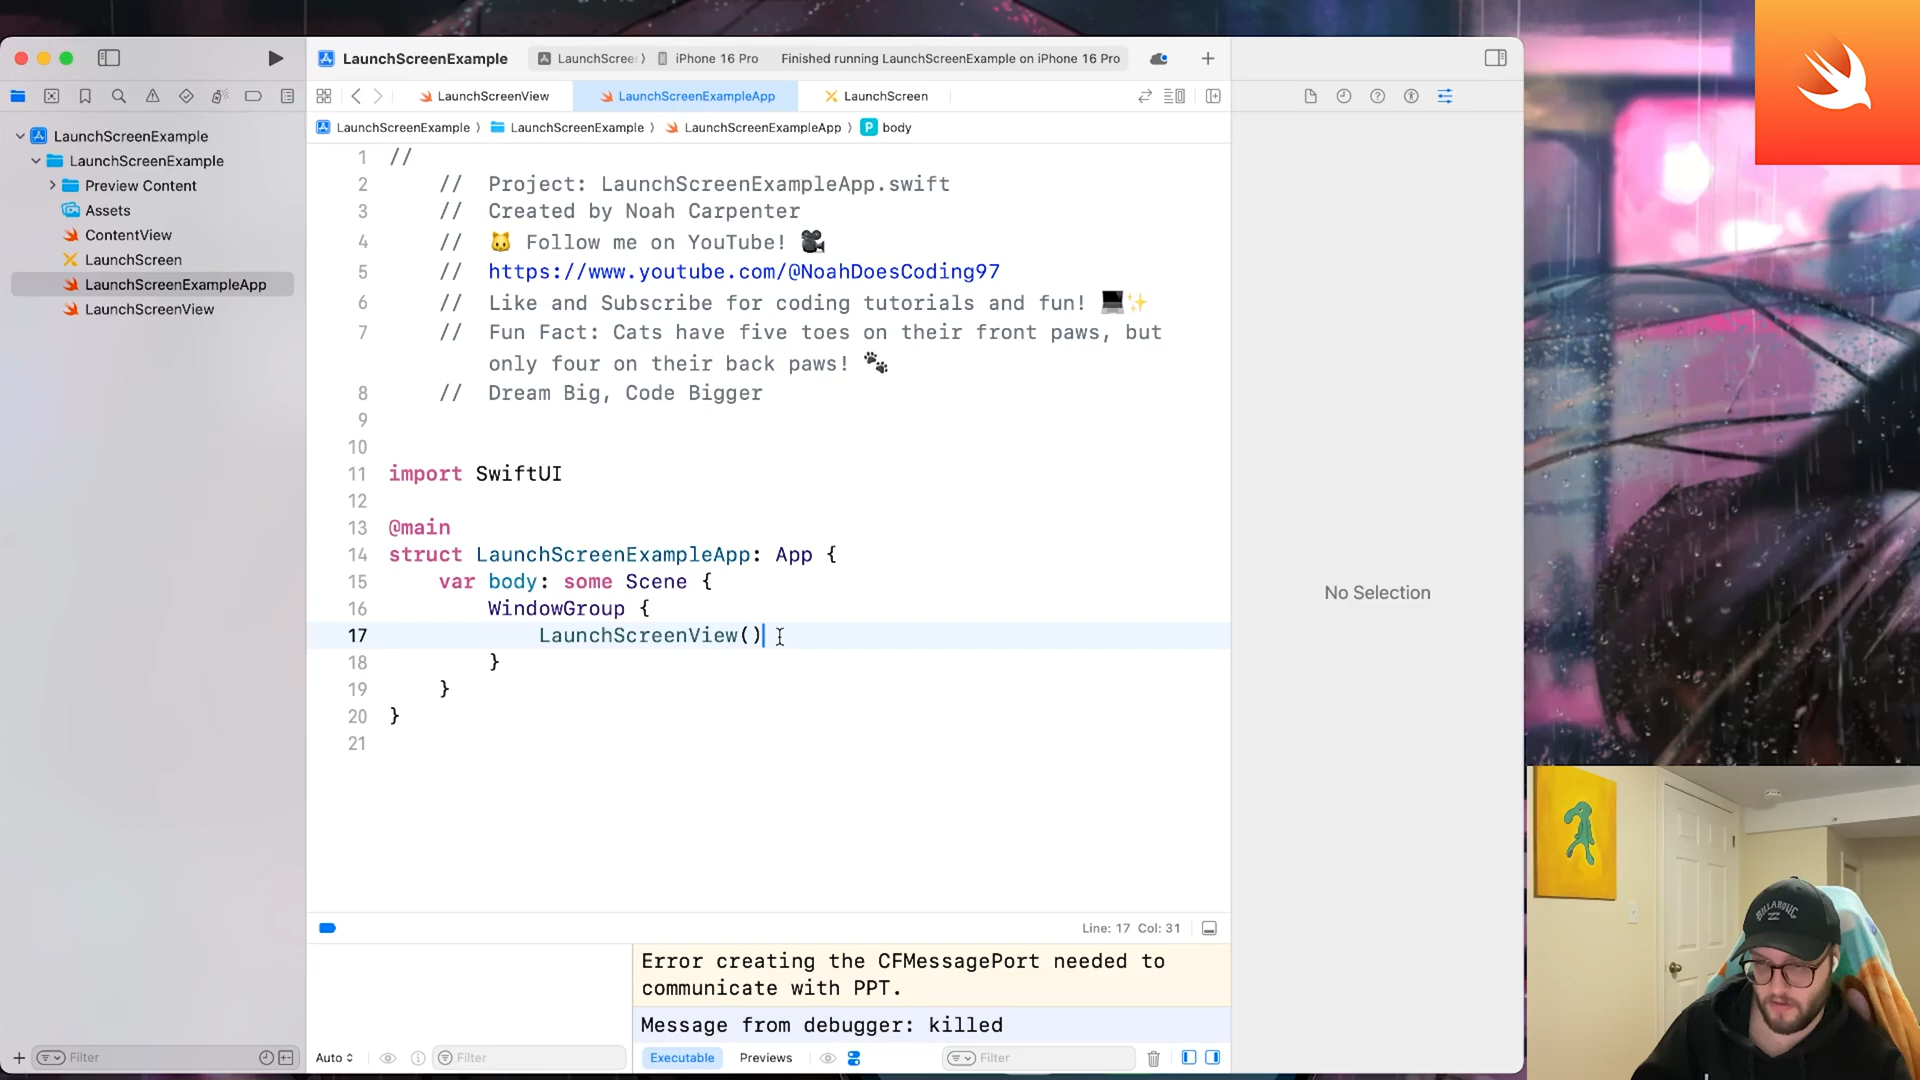 LaunchScreenExample
LaunchScree
iPhone 16 Pro
Finished running LaunchScreenExample on iPhone 16 Pro
LaunchScreenView
LaunchScreenExampleApp
LaunchScreen
LaunchScreenExample
LaunchScreenExample
LaunchScreenExampleApp
P
body
LaunchScreenExample
LaunchScreenExample
Preview Content
Assets
ContentView
LaunchScreen
LaunchScreenExampleApp
LaunchScreenView
1 //
2 // Project: LaunchScreenExampleApp.swift
3 // Created by Noah Carpenter
4 // 🐱 Follow me on YouTube! 🎥
5 // https://www.youtube.com/@NoahDoesCoding97
6 // Like and Subscribe for coding tutorials and fun! 💻✨
7 // Fun Fact: Cats have five toes on their front paws, but
only four on their back paws! 🐾
8 // Dream Big, Code Bigger
9
10
11 import SwiftUI
12
13 @main
14 struct LaunchScreenExampleApp: App {
15 var body: some Scene {
16 WindowGroup {
17 LaunchScreenView()
18 }
19 }
20 }
21
No Selection
Line: 17 Col: 31
Error creating the CFMessagePort needed to
communicate with PPT.
Message from debugger: killed
Filter
Auto
Filter
Executable
Previews
Filter
BILLABONG